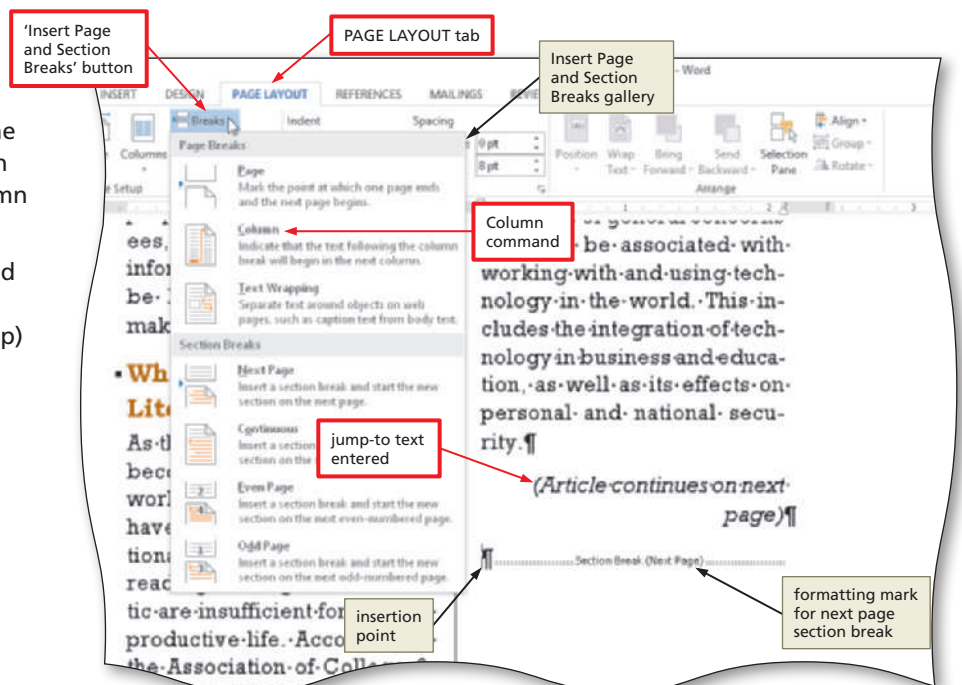 'Insert Page
and Section
Breaks' button
PAGE LAYOUT tab
Insert Page
and Section
Breaks gallery
- Word
INSERT DESIGN PAGE LAYOUT REFERENCES MAILINGS
Breaks Indent Spacing
Columns
Setup
0 pt
8 pt
Position Wrap Text Bring Forward Send Backward Selection Pane
Align
Group
Rotate
Arrange
Page Breaks
Page
Mark the point at which one page ends
and the next page begins.
Column
Indicate that the text following the column
break will begin in the next column.
Text Wrapping
Separate text around objects on web
pages, such as caption text from body text.
Section Breaks
Next Page
Insert a section break and start the new
section on the next page.
Continuous
Insert a section
section on the
Even Page
Insert a section break and start the new
section on the next even-numbered page.
Odd Page
Insert a section break and start the new
section on the next odd-numbered page.
Column
command
jump-to text
entered
mn
p)
ees,
be·
mak
Wh
Lite
As·t
bec
worl
have
tion
read
tic·are·insufficient·for
productive·life.·Acco
the·Association·of·Colle
general·concerns
be·associated·with·
working·with·and·using·tech-
nology·in·the·world.·This·in-
cludes·the·integration·of·tech-
nology·in·business·and·educa-
tion,·as·well·as·its·effects·on·
personal·and·national·secu-
rity.¶
(Article·continues·on·next·
page)¶
¶ Section Break (Next Page)
insertion
point
formatting mark
for next page
section break